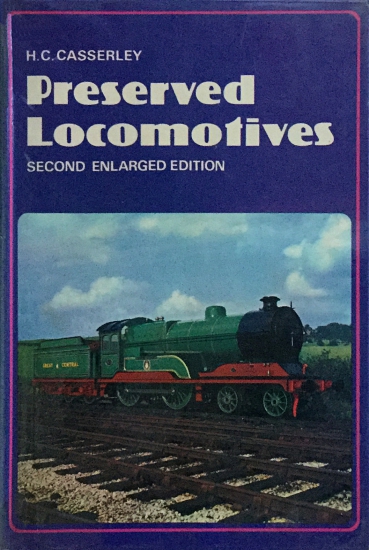 H.C. CASSERLEY
Preserved
Locomotives
SECOND ENLARGED EDITION
GREAT CENTRAL